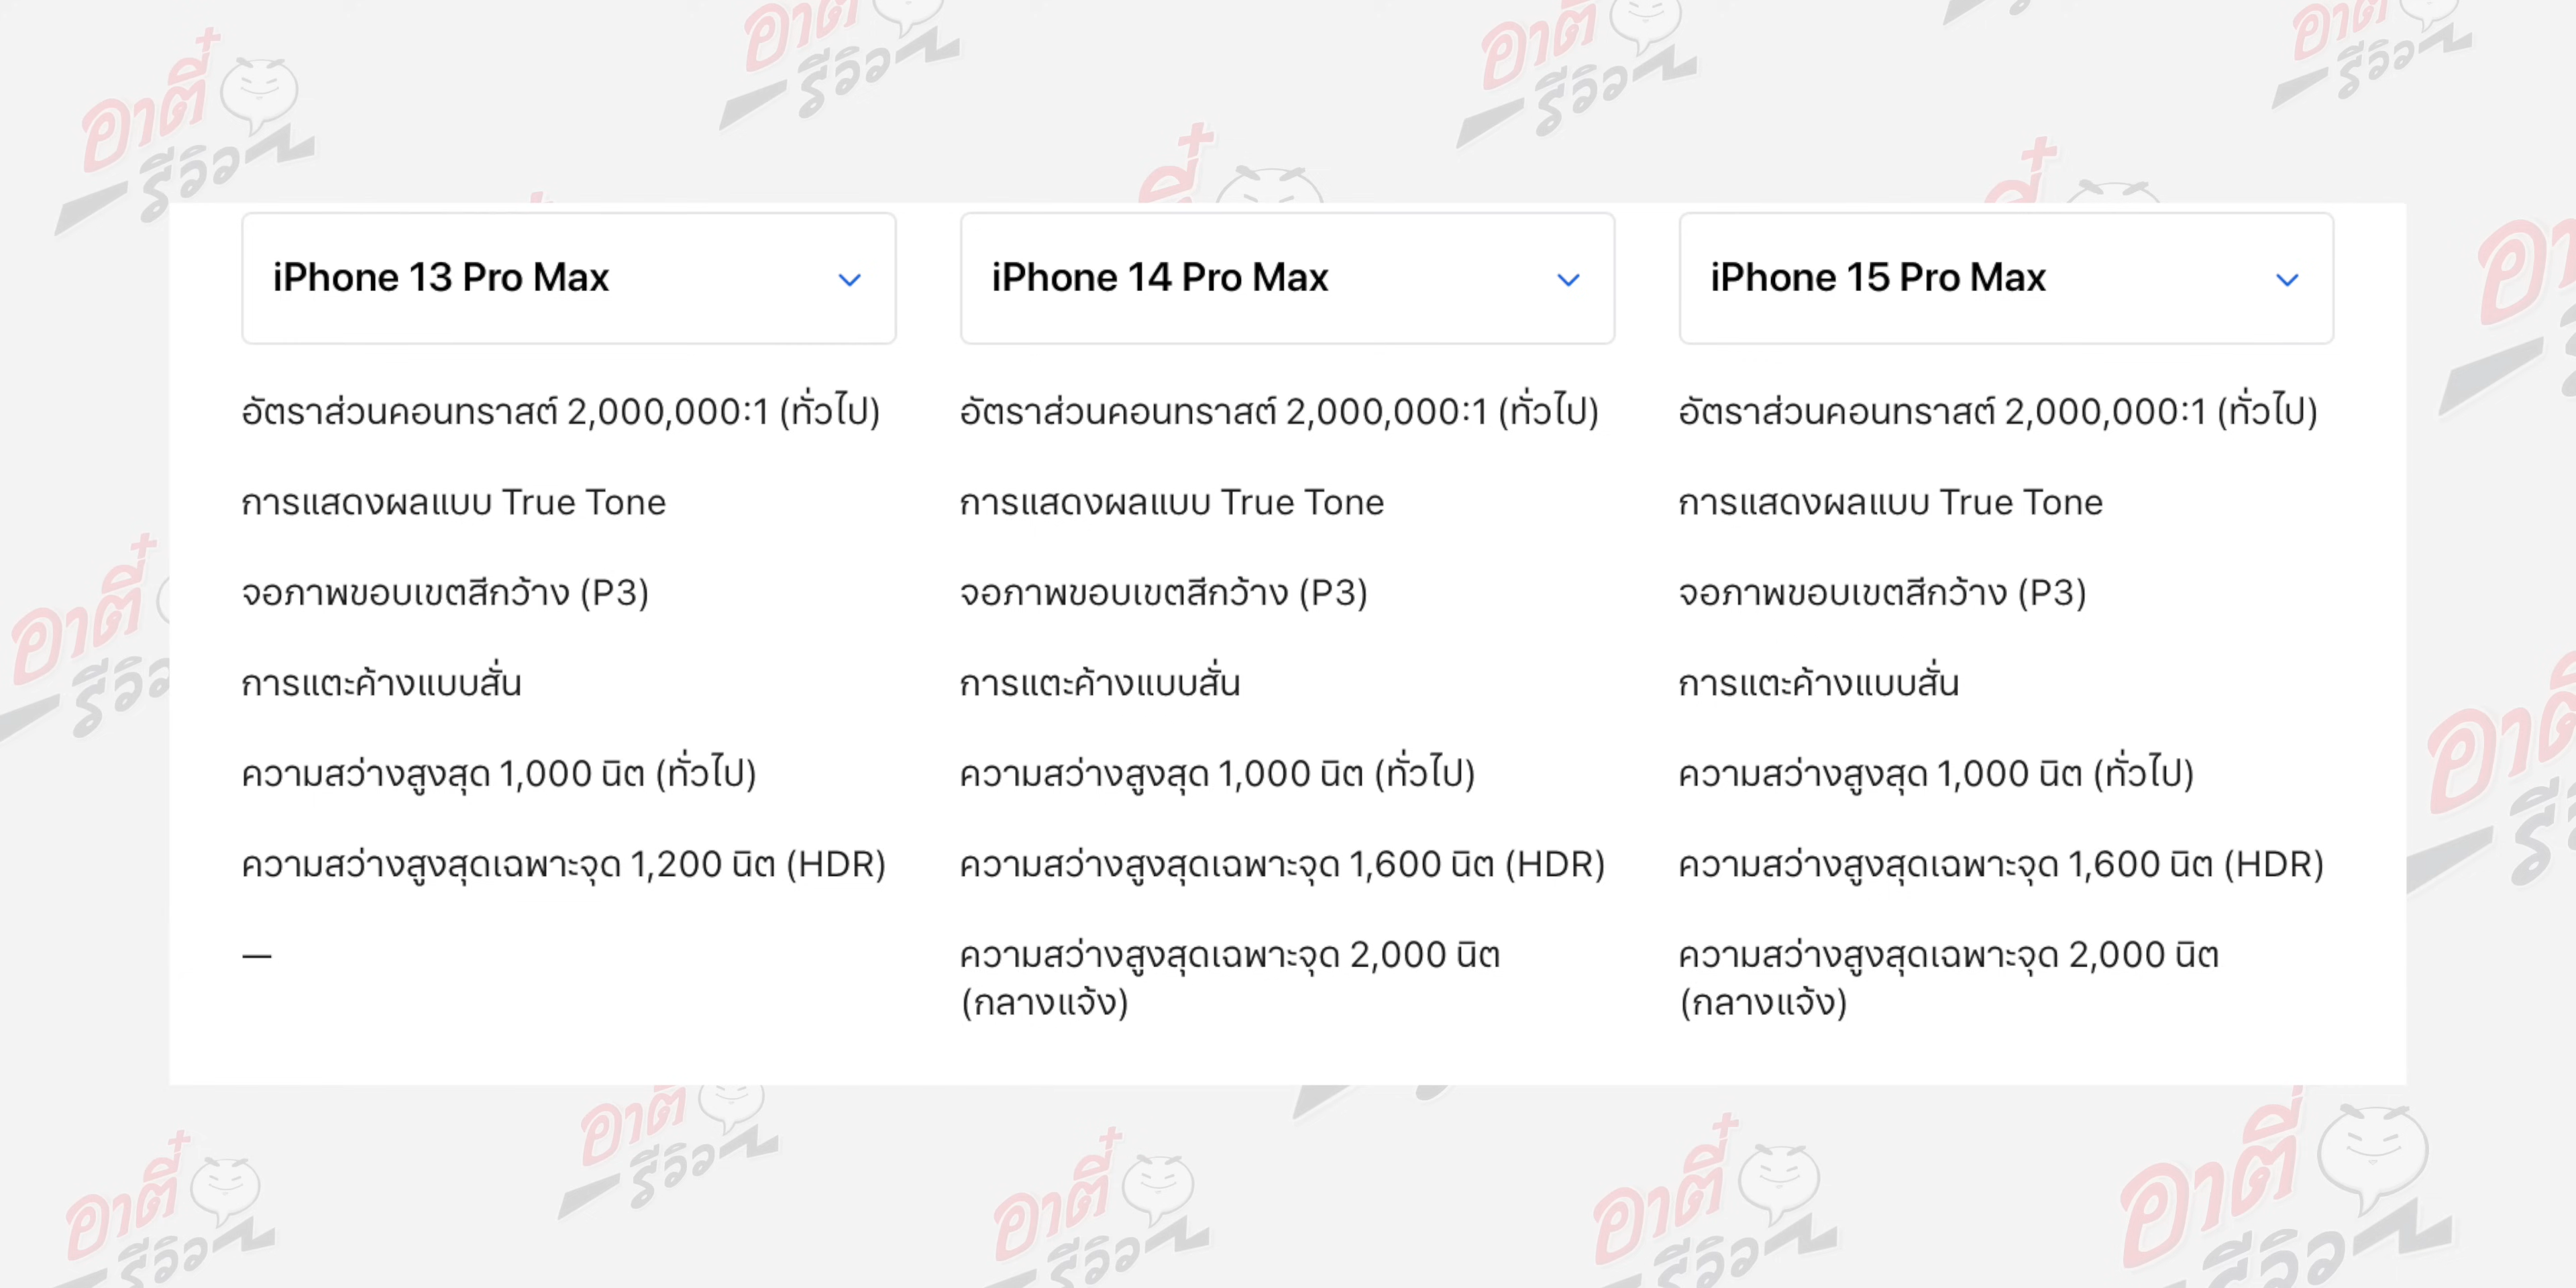 iPhone 13 Pro Max
อัตราส่วนคอนทราสต์ 2,000,000:1 (ทั่วไป)
การแสดงผลแบบ True Tone
จอภาพขอบเขตสีกว้าง (P3)
การแตะค้างแบบสั่น
ความสว่างสูงสุด 1,000 นิต (ทั่วไป)
ความสว่างสูงสุดเฉพาะจุด 1,200 นิต (HDR)
—
iPhone 14 Pro Max
อัตราส่วนคอนทราสต์ 2,000,000:1 (ทั่วไป)
การแสดงผลแบบ True Tone
จอภาพขอบเขตสีกว้าง (P3)
การแตะค้างแบบสั่น
ความสว่างสูงสุด 1,000 นิต (ทั่วไป)
ความสว่างสูงสุดเฉพาะจุด 1,600 นิต (HDR)
ความสว่างสูงสุดเฉพาะจุด 2,000 นิต
(กลางแจ้ง)
iPhone 15 Pro Max
อัตราส่วนคอนทราสต์ 2,000,000:1 (ทั่วไป)
การแสดงผลแบบ True Tone
จอภาพขอบเขตสีกว้าง (P3)
การแตะค้างแบบสั่น
ความสว่างสูงสุด 1,000 นิต (ทั่วไป)
ความสว่างสูงสุดเฉพาะจุด 1,600 นิต (HDR)
ความสว่างสูงสุดเฉพาะจุด 2,000 นิต
(กลางแจ้ง)
อาตี๋
รีวิว